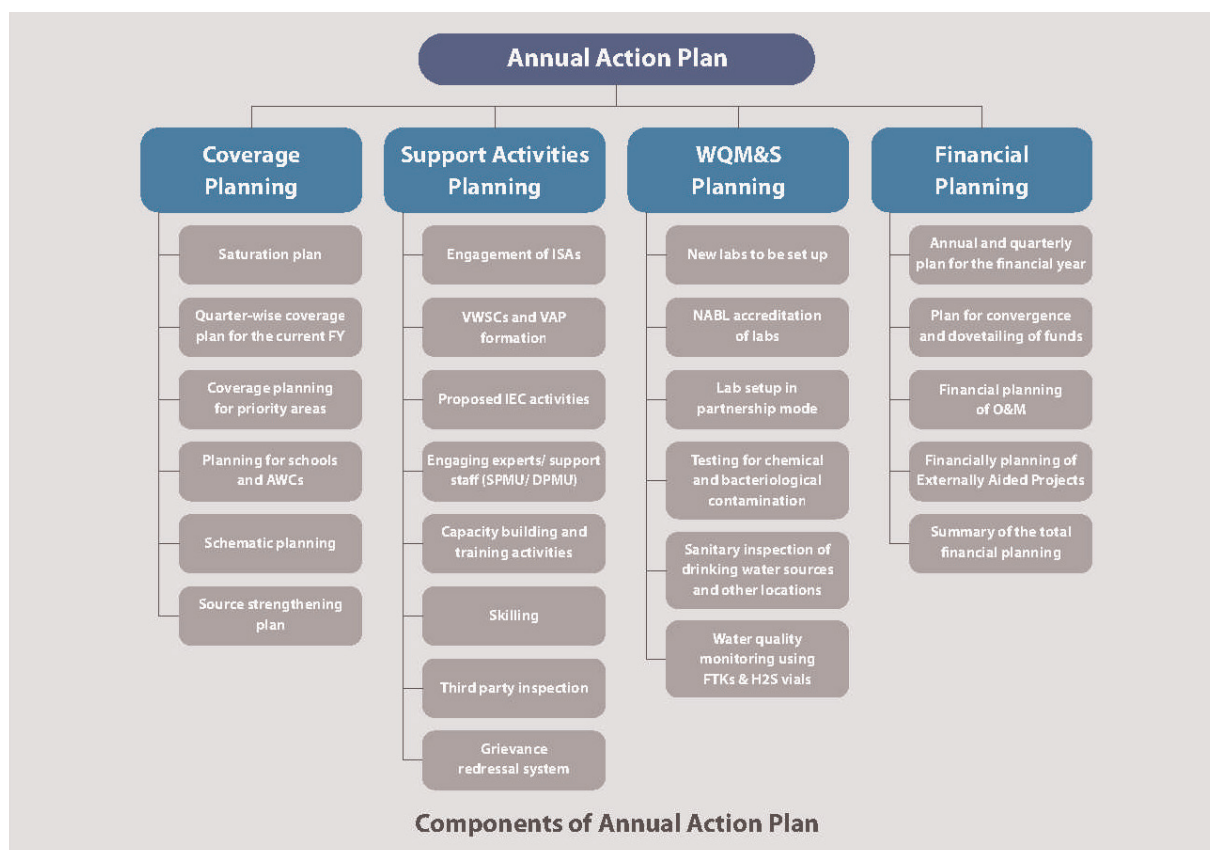 Annual Action Plan
Coverage
Planning
Saturation plan
Quarter-wise coverage
plan for the current FY
Coverage planning
for priority areas
Planning for schools
and AWCs
Schematic planning
Source strengthening
plan
Support Activities
Planning
Engagement of ISAs
VWSCs and VAP
formation
Proposed IEC activities
Engaging experts/ support
staff (SPMU/ DPMU)
Capacity building and
training activities
Skilling
Third party inspection
Grievance
redressal system
WQM&S
Planning
New labs to be set up
NABL accreditation
of labs
Lab setup in
partnership mode
Testing for chemical
and bacteriological
contamination
Sanitary inspection of
drinking water sources
and other locations
Water quality
monitoring using
FTKs & H2S vials
Financial
Planning
Annual and quarterly
plan for the financial year
Plan for convergence
and dovetailing of funds
Financial planning
of O&M
Financially planning of
Externally Aided Projects
Summary of the total
financial planning
Components of Annual Action Plan